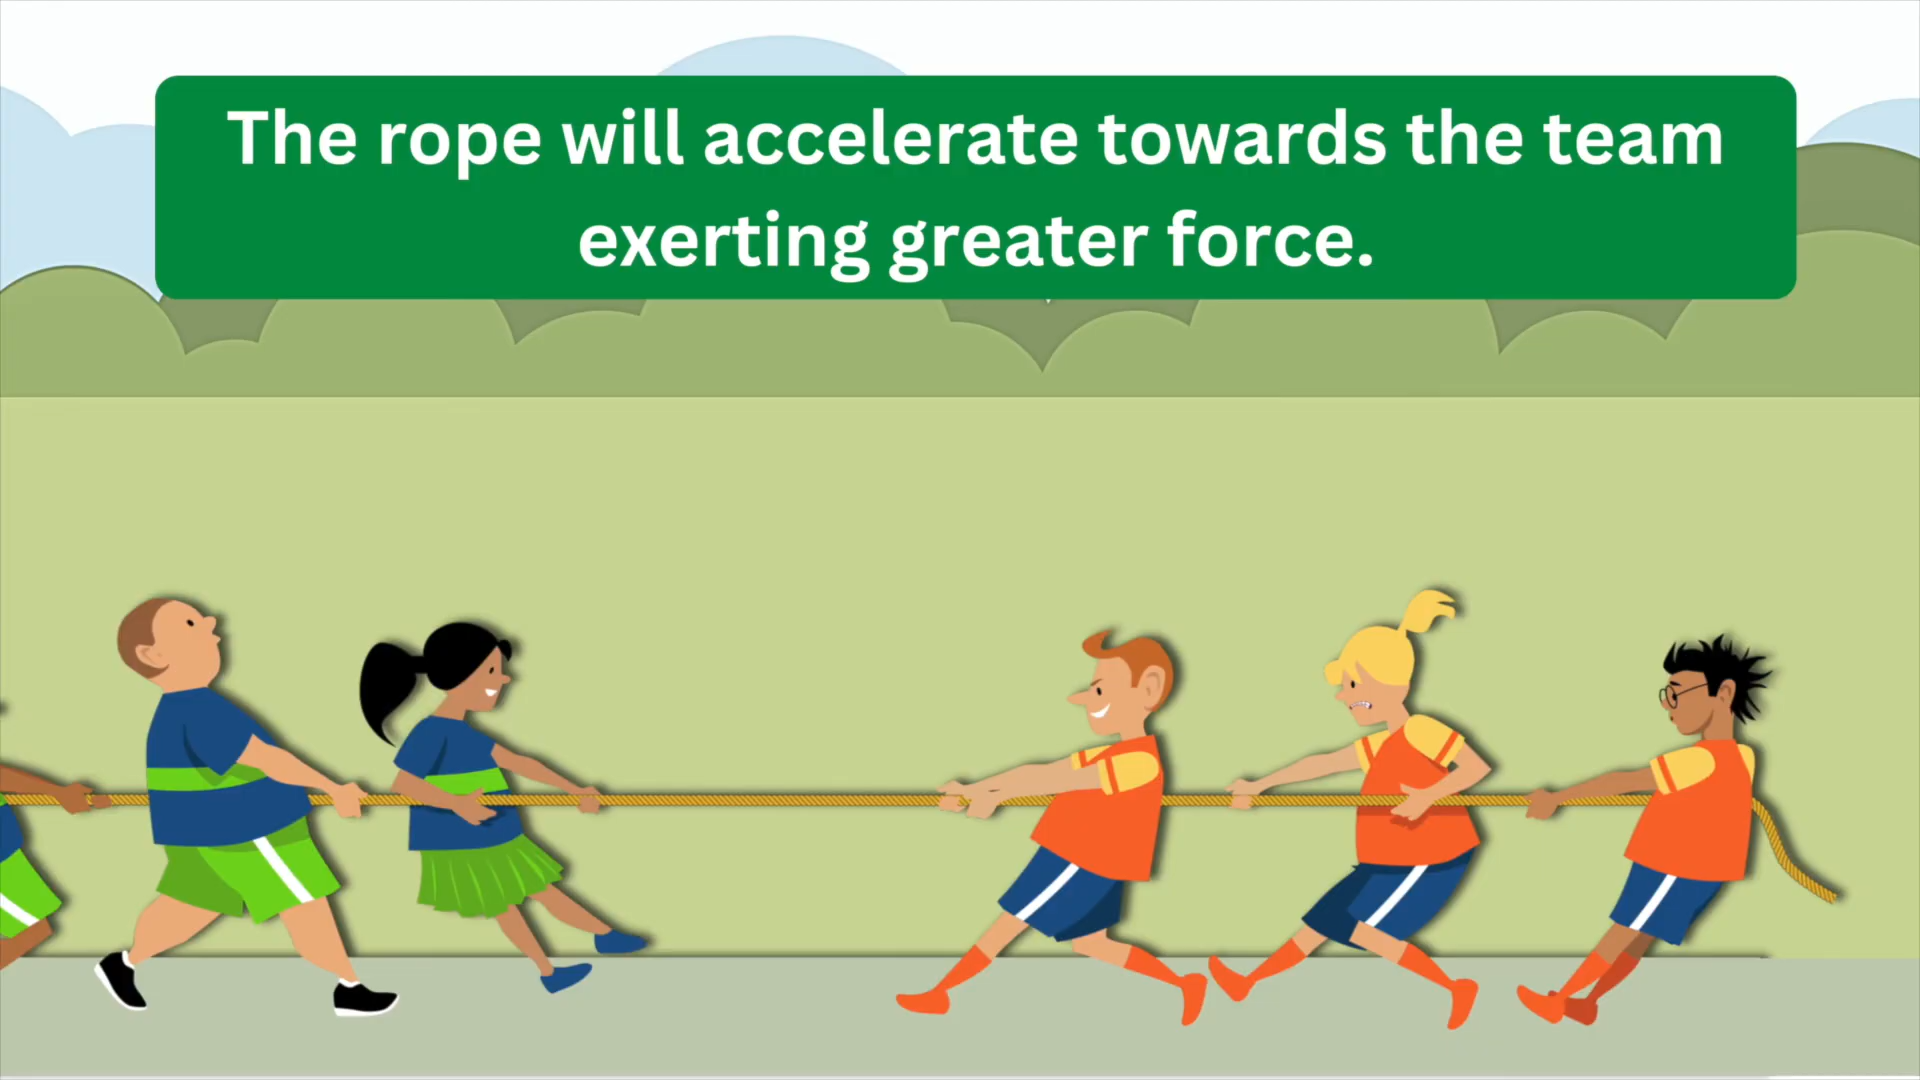 The rope will accelerate towards the team
exerting greater force.